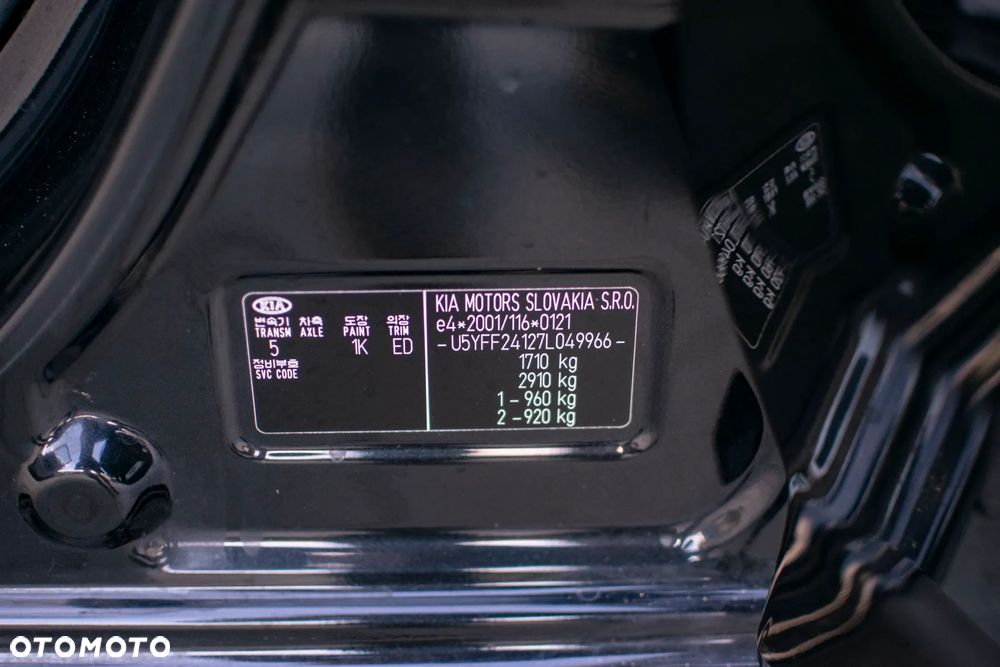 KIA
변속기 차축 도장 의장
TRANSM AXLE PAINT TRIM
5 1K ED
정비부호
SVC CODE
KIA MOTORS SLOVAKIA S.R.O.
e4*2001/116*0121
-U5YFF24127L049966-
1710 kg
2910 kg
1 - 960 kg
2 - 920 kg
OTOMOTO